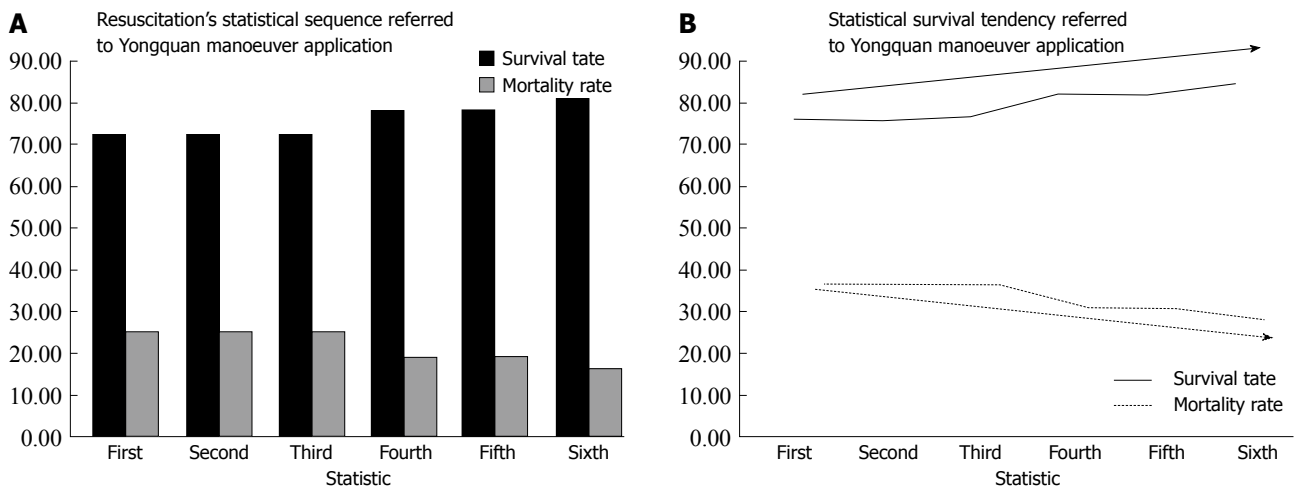 A
Resuscitation's statistical sequence referred
to Yongquan manoeuver application
Survival tate
Mortality rate
90.00
80.00
70.00
60.00
50.00
40.00
30.00
20.00
10.00
0.00
First Second Third Fourth Fifth Sixth
Statistic
B
Statistical survival tendency referred
to Yongquan manoeuver application
90.00
80.00
70.00
60.00
50.00
40.00
30.00
20.00
10.00
0.00
Survival tate
Mortality rate
First Second Third Fourth Fifth Sixth
Statistic